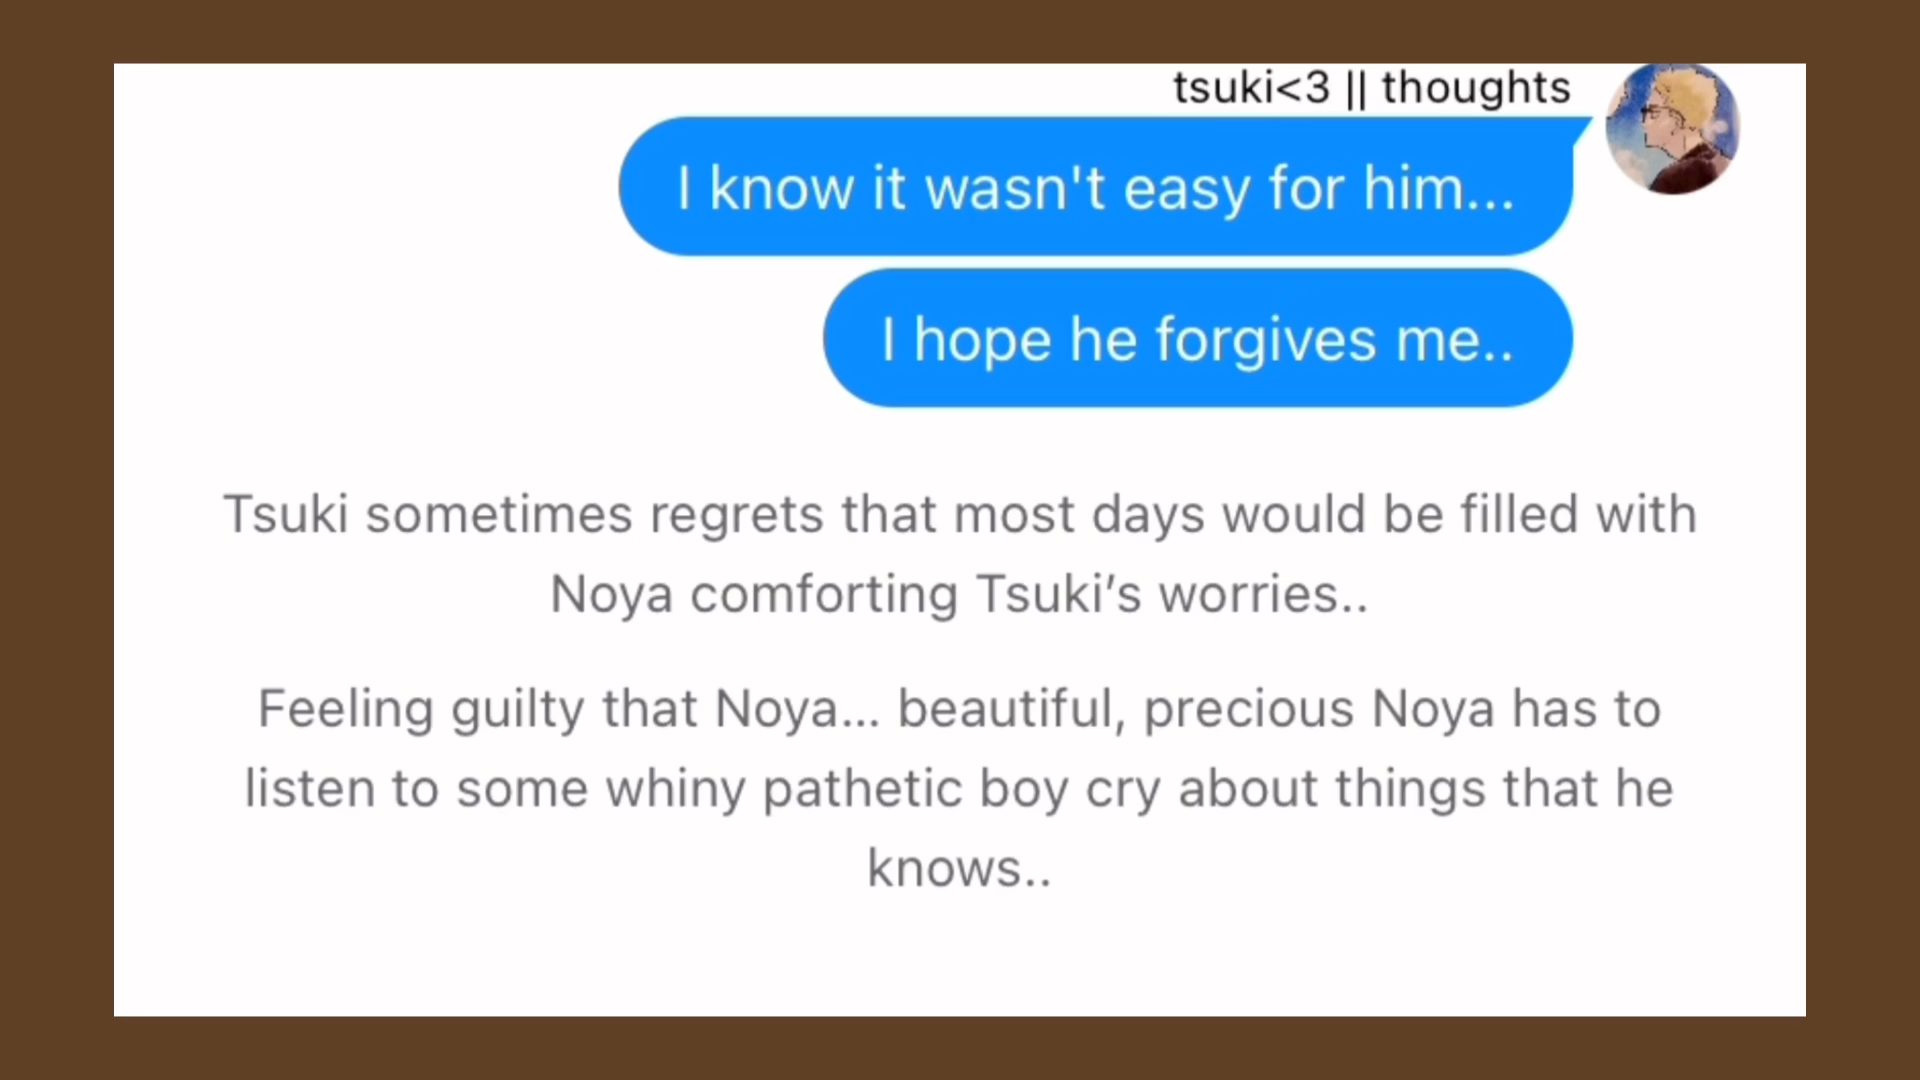 tsuki<3 || thoughts
I know it wasn't easy for him...
I hope he forgives me..
Tsuki sometimes regrets that most days would be filled with
Noya comforting Tsuki’s worries..
Feeling guilty that Noya... beautiful, precious Noya has to
listen to some whiny pathetic boy cry about things that he
knows..